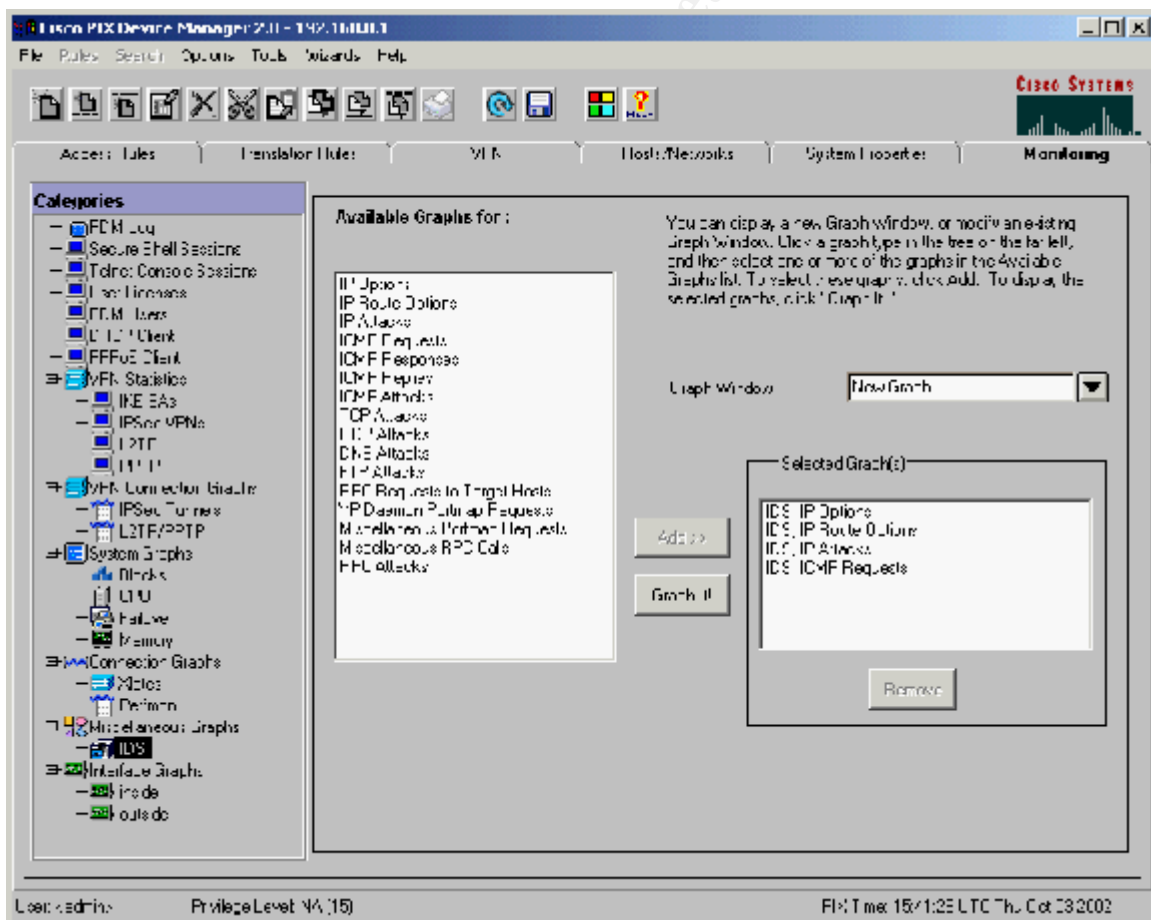 Cisco PIX Device Manager 2.0 - 192.168.0.1
File Rules Search Options Tools Wizards Help
CISCO SYSTEMS
Access Rules
Translation Rules
VPN
Hosts/Networks
System Properties
Monitoring
Categories
PDM Log
Secure Shell Sessions
Telnet Console Sessions
User Licenses
PDM Users
DHCP Client
PPPoE Client
VPN Statistics
IKE SAs
IPSec VPNs
L2TP
PPTP
VPN Connection Graphs
IPSec Tunnels
L2TP/PPTP
System Graphs
Blocks
CPU
Failover
Memory
Connection Graphs
Xlates
Perfmon
Miscellaneous Graphs
IDS
Interface Graphs
inside
outside
Available Graphs for :
IP Options
IP Route Options
IP Attacks
ICMP Requests
ICMP Responses
ICMP Replies
ICMP Attacks
TCP Attacks
UDP Attacks
DNS Attacks
FTP Attacks
RPC Requests to Target Hosts
YP Daemon Portmap Requests
Miscellaneous Portmap Requests
Miscellaneous RPC Calls
RPC Attacks
You can display a new Graph Window, or modify an existing
Graph Window. Click a graph type in the tree on the far left,
and then select one or more of the graphs in the Available
Graphs list. To select these graphs, click Add. To display the
selected graphs, click "Graph It."
Graph Window
New Graph
Add >>
Graph It!
Selected Graph(s)
IDS, IP Options
IDS, IP Route Options
IDS, IP Attacks
IDS, ICMP Requests
Remove
User: <admin>
Privilege Level: NA (15)
PIX Time: 15:41:28 UTC Thu Oct 03 2002